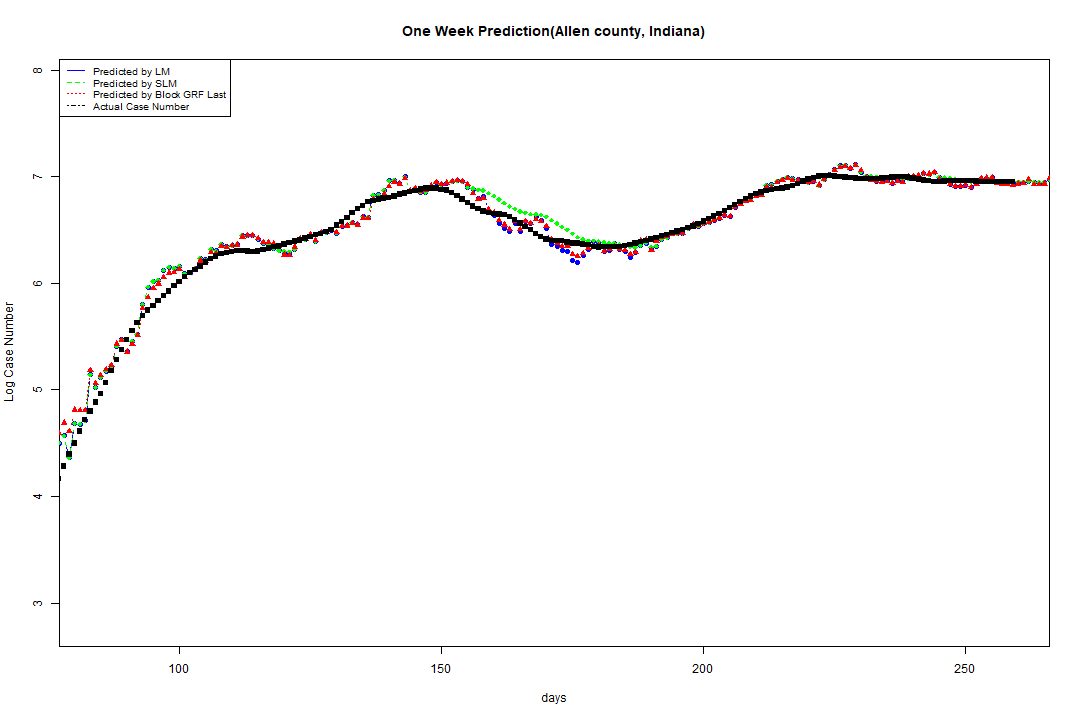 One Week Prediction(Allen county, Indiana)
Predicted by LM
Predicted by SLM
Predicted by Block GRF Last
Actual Case Number
8
7
6
5
4
3
Log Case Number
100
150
200
250
days